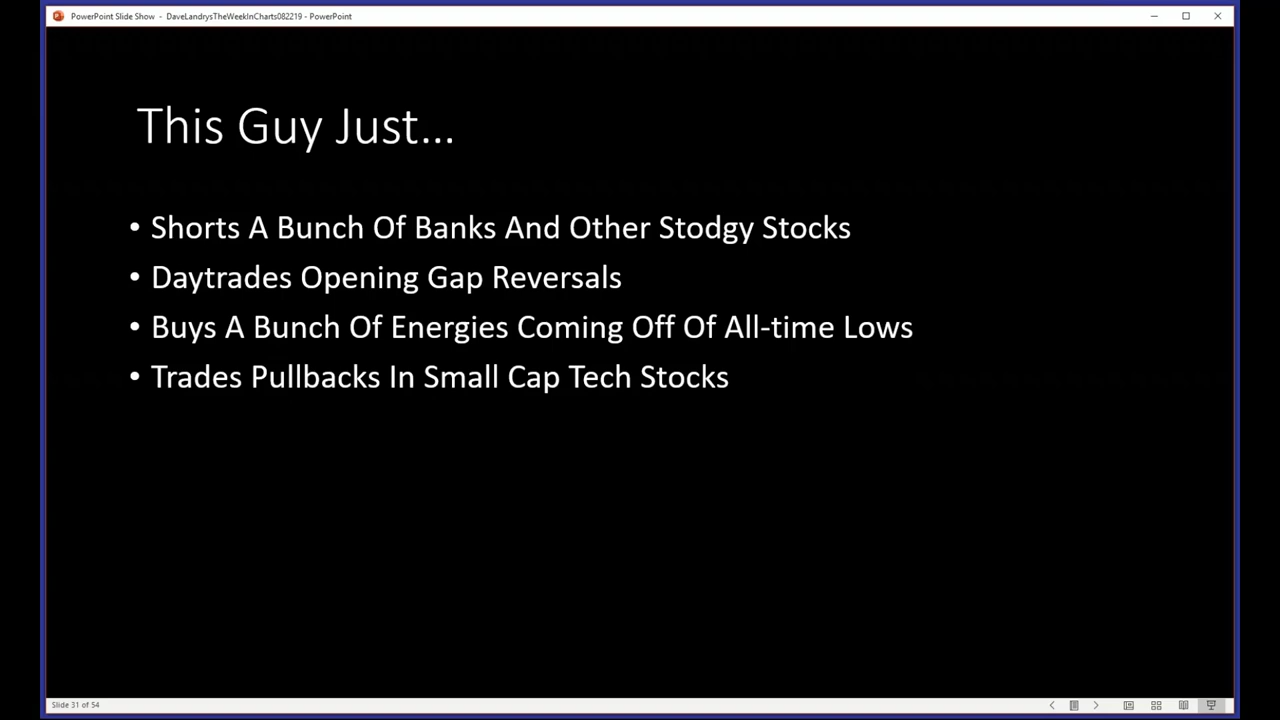 PowerPoint Slide Show - DaveLandrysTheWeekInCharts082219 - PowerPoint
This Guy Just...
• Shorts A Bunch Of Banks And Other Stodgy Stocks
• Daytrades Opening Gap Reversals
• Buys A Bunch Of Energies Coming Off Of All-time Lows
• Trades Pullbacks In Small Cap Tech Stocks
Slide 31 of 54